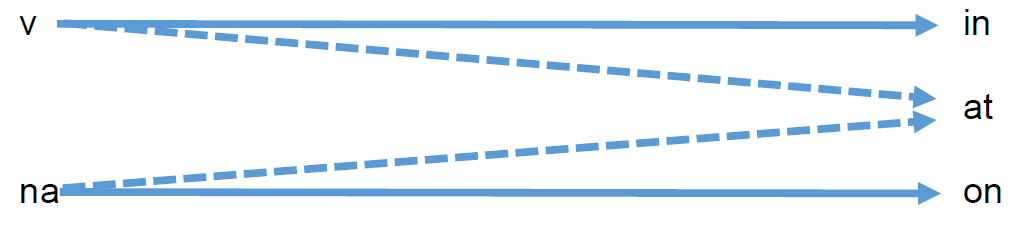 v in
at
na on